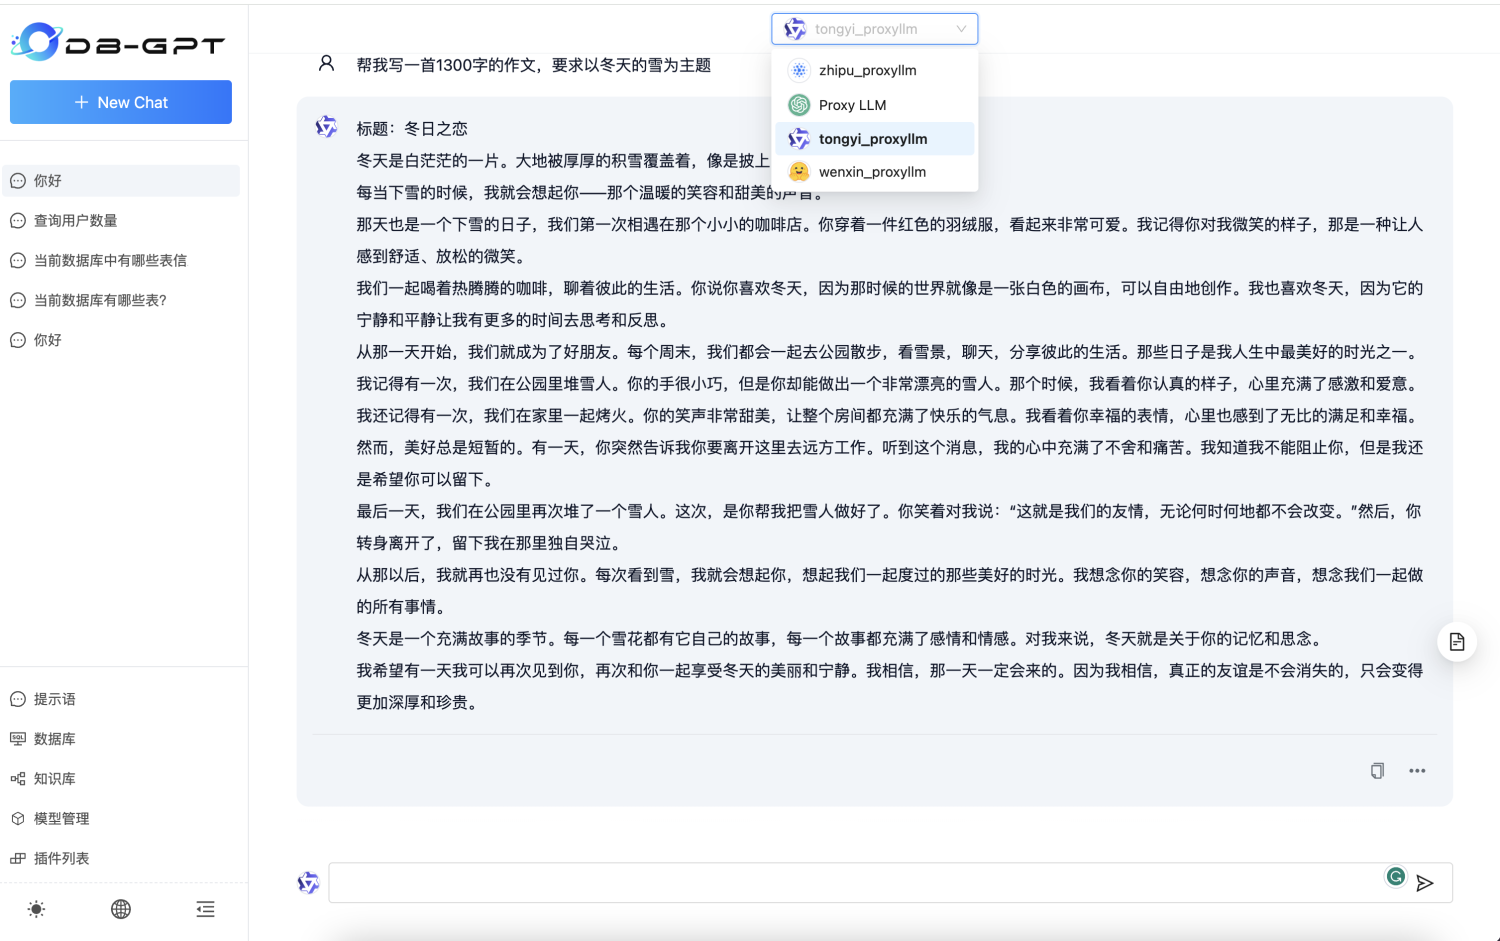 DB-GPT
+ New Chat
你好
查询用户数量
当前数据库中有哪些表信
当前数据库有哪些表?
你好
提示语
数据库
知识库
模型管理
插件列表
tongyi_proxyllm
zhipu_proxyllm
Proxy LLM
tongyi_proxyllm
wenxin_proxyllm
帮我写一首1300字的作文，要求以冬天的雪为主题
标题：冬日之恋
冬天是白茫茫的一片。大地被厚厚的积雪覆盖着，像是披上
每当下雪的时候，我就会想起你——那个温暖的笑容和甜美的声音。
那天也是一个下雪的日子，我们第一次相遇在那个小小的咖啡店。你穿着一件红色的羽绒服，看起来非常可爱。我记得你对我微笑的样子，那是一种让人
感到舒适、放松的微笑。
我们一起喝着热腾腾的咖啡，聊着彼此的生活。你说你喜欢冬天，因为那时候的世界就像是一张白色的画布，可以自由地创作。我也喜欢冬天，因为它的
宁静和平静让我有更多的时间去思考和反思。
从那一天开始，我们就成为了好朋友。每个周末，我们都会一起去公园散步，看雪景，聊天，分享彼此的生活。那些日子是我人生中最美好的时光之一。
我记得有一次，我们在公园里堆雪人。你的手很小巧，但是你却能做出一个非常漂亮的雪人。那个时候，我看着你认真的样子，心里充满了感激和爱意。
我还记得有一次，我们在家里一起烤火。你的笑声非常甜美，让整个房间都充满了快乐的气息。我看着你幸福的表情，心里也感到了无比的满足和幸福。
然而，美好总是短暂的。有一天，你突然告诉我你要离开这里去远方工作。听到这个消息，我的心中充满了不舍和痛苦。我知道我不能阻止你，但是我还
是希望你可以留下。
最后一天，我们在公园里再次堆了一个雪人。这次，是你帮我把雪人做好了。你笑着对我说：“这就是我们的友情，无论何时何地都不会改变。”然后，你
转身离开了，留下我在那里独自哭泣。
从那以后，我就再也没有见过你。每次看到雪，我就会想起你，想起我们一起度过的那些美好的时光。我想念你的笑容，想念你的声音，想念我们一起做
的所有事情。
冬天是一个充满故事的季节。每一个雪花都有它自己的故事，每一个故事都充满了感情和情感。对我来说，冬天就是关于你的记忆和思念。
我希望有一天我可以再次见到你，再次和你一起享受冬天的美丽和宁静。我相信，那一天一定会来的。因为我相信，真正的友谊是不会消失的，只会变得
更加深厚和珍贵。